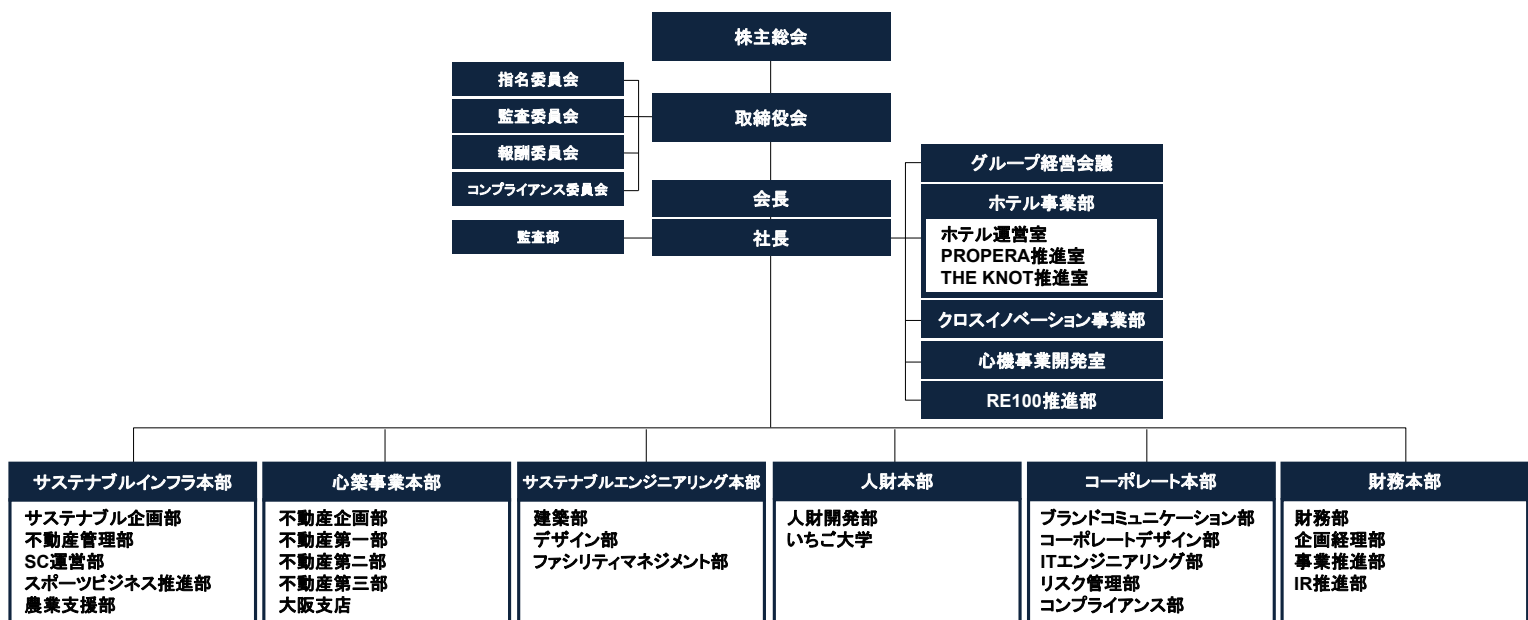 株主総会
指名委員会
監査委員会
報酬委員会
コンプライアンス委員会
取締役会
会長
監査部
社長
グループ経営会議
ホテル事業部
ホテル運営室
PROPERA推進室
THE KNOT推進室
クロスイノベーション事業部
心機事業開発室
RE100推進部
サステナブルインフラ本部
サステナブル企画部
不動産管理部
SC運営部
スポーツビジネス推進部
農業支援部
心築事業本部
不動産企画部
不動産第一部
不動産第二部
不動産第三部
大阪支店
サステナブルエンジニアリング本部
建築部
デザイン部
ファシリティマネジメント部
人財本部
人財開発部
いちご大学
コーポレート本部
ブランドコミュニケーション部
コーポレートデザイン部
ITエンジニアリング部
リスク管理部
コンプライアンス部
財務本部
財務部
企画経理部
事業推進部
IR推進部